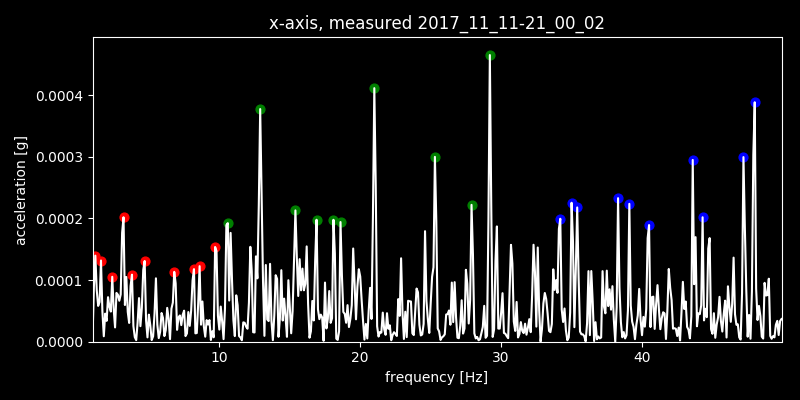 x-axis, measured 2017_11_11-21_00_02
acceleration [g]
0.0004
0.0003
0.0002
0.0001
0.0000
10 20 30 40
frequency [Hz]